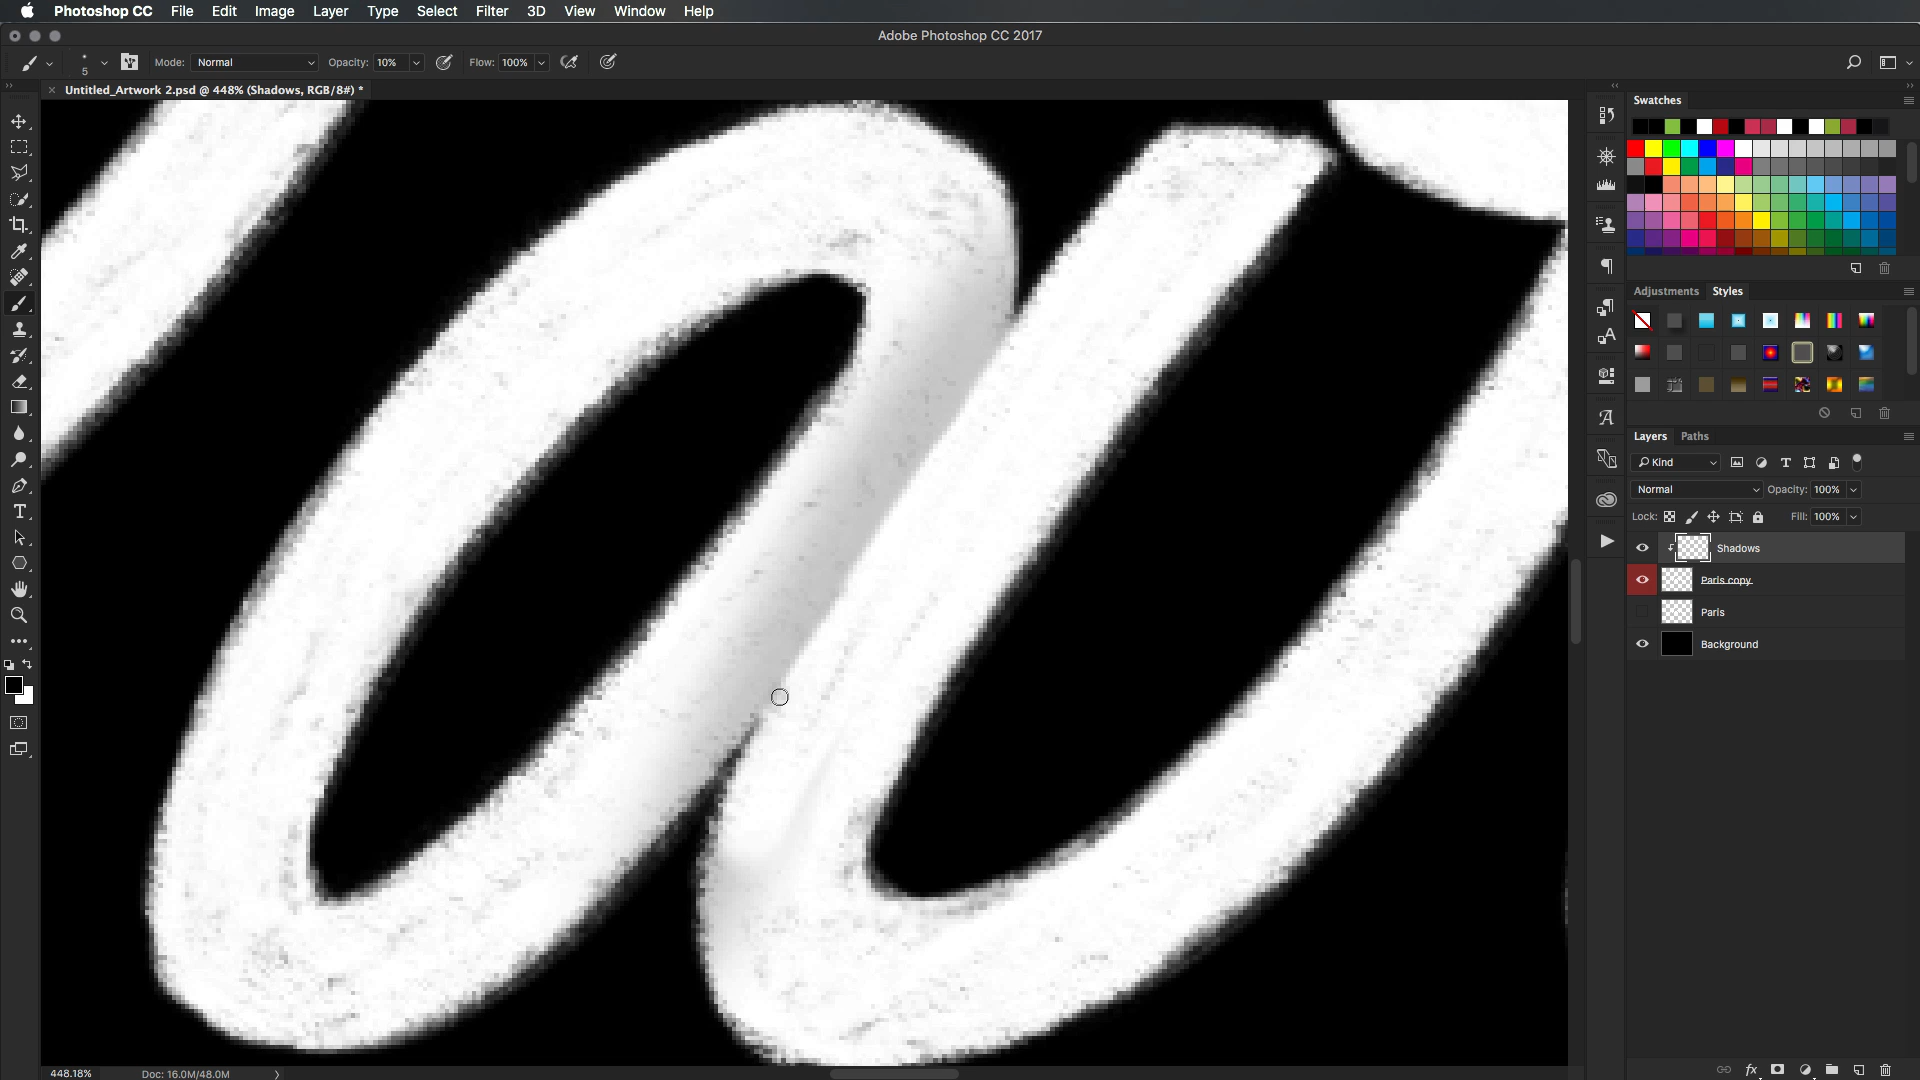 Photoshop CC File Edit Image Layer Type Select Filter 3D View Window Help
Adobe Photoshop CC 2017
5 Mode: Normal Opacity: 10% Flow: 100%
Untitled_Artwork 2.psd @ 448% (Shadows, RGB/8#) *
Swatches
Adjustments Styles
Layers Paths
Kind
Normal Opacity: 100%
Lock: Fill: 100%
Shadows
Paris copy
Paris
Background
448.18% Doc: 16.0M/48.0M